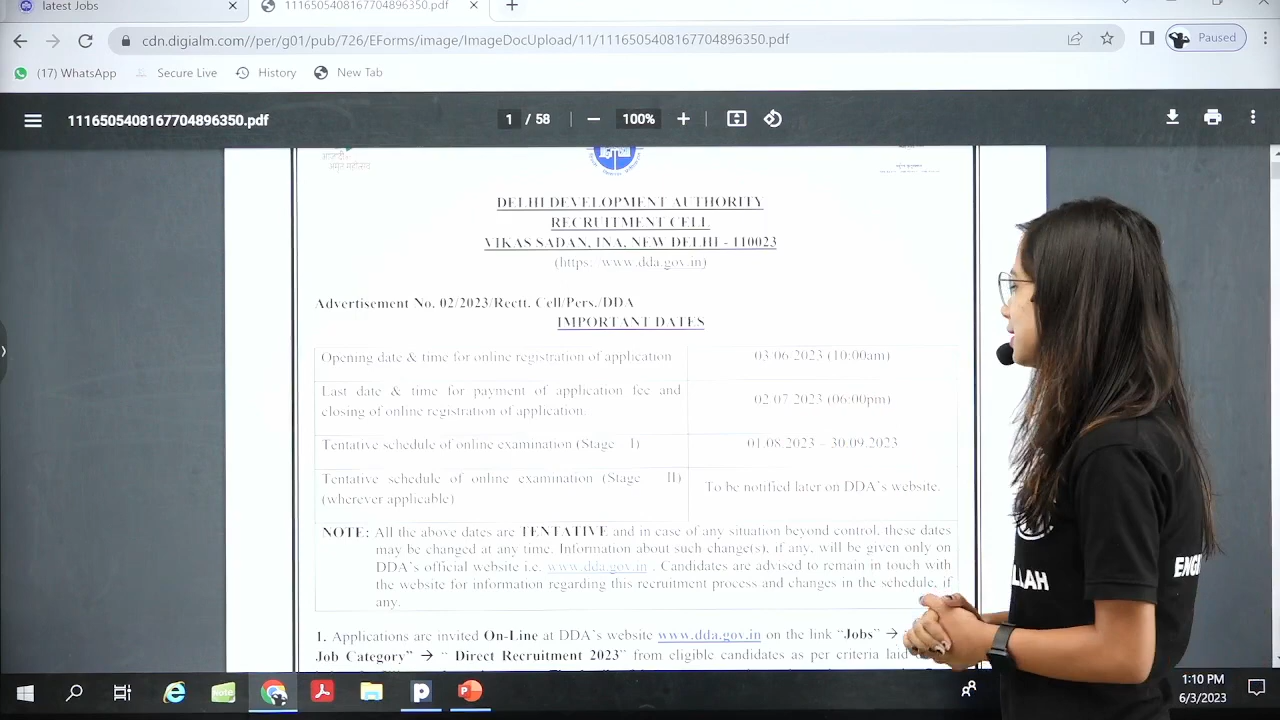 latest Jobs
1116505408167704896350.pdf
cdn.digialm.com//per/g01/pub/726/EForms/image/ImageDocUpload/11/1116505408167704896350.pdf
Paused
(17) WhatsApp
Secure Live
History
New Tab
1116505408167704896350.pdf
1 / 58
100%
अमृत महोत्सव
DELHI DEVELOPMENT AUTHORITY
RECRUITMENT CELL
VIKAS SADAN, INA, NEW DELHI - 110023
(https: www.dda.gov.in)
Advertisement No. 02/2023/Rectt. Cell/Pers./DDA
IMPORTANT DATES
Opening date & time for online registration of application
03.06.2023 (10:00am)
Last date & time for payment of application fee and
closing of online registration of application.
02.07.2023 (06:00pm)
Tentative schedule of online examination (Stage I)
01.08.2023 – 30.09.2023
Tentative schedule of online examination (Stage II)
(wherever applicable)
To be notified later on DDA's website.
NOTE: All the above dates are TENTATIVE and in case of any situation beyond control, these dates
may be changed at any time. Information about such change(s), if any, will be given only on
DDA's official website i.e. www.dda.gov.in . Candidates are advised to remain in touch with
the website for information regarding this recruitment process and changes in the schedule, if
any.
1. Applications are invited On-Line at DDA's website www.dda.gov.in on the link "Jobs" →
Job Category" → " Direct Recruitment 2023" from eligible candidates as per criteria laid
Note
1:10 PM
6/3/2023
LLAH
ENG